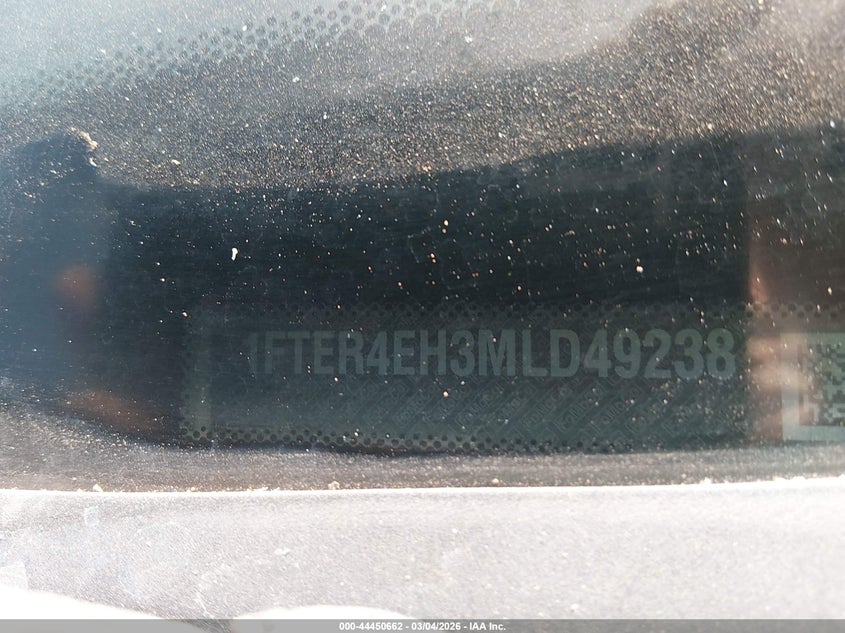 1FTER4EH3MLD49238
000-44450662 - 03/04/2026 - IAA Inc.